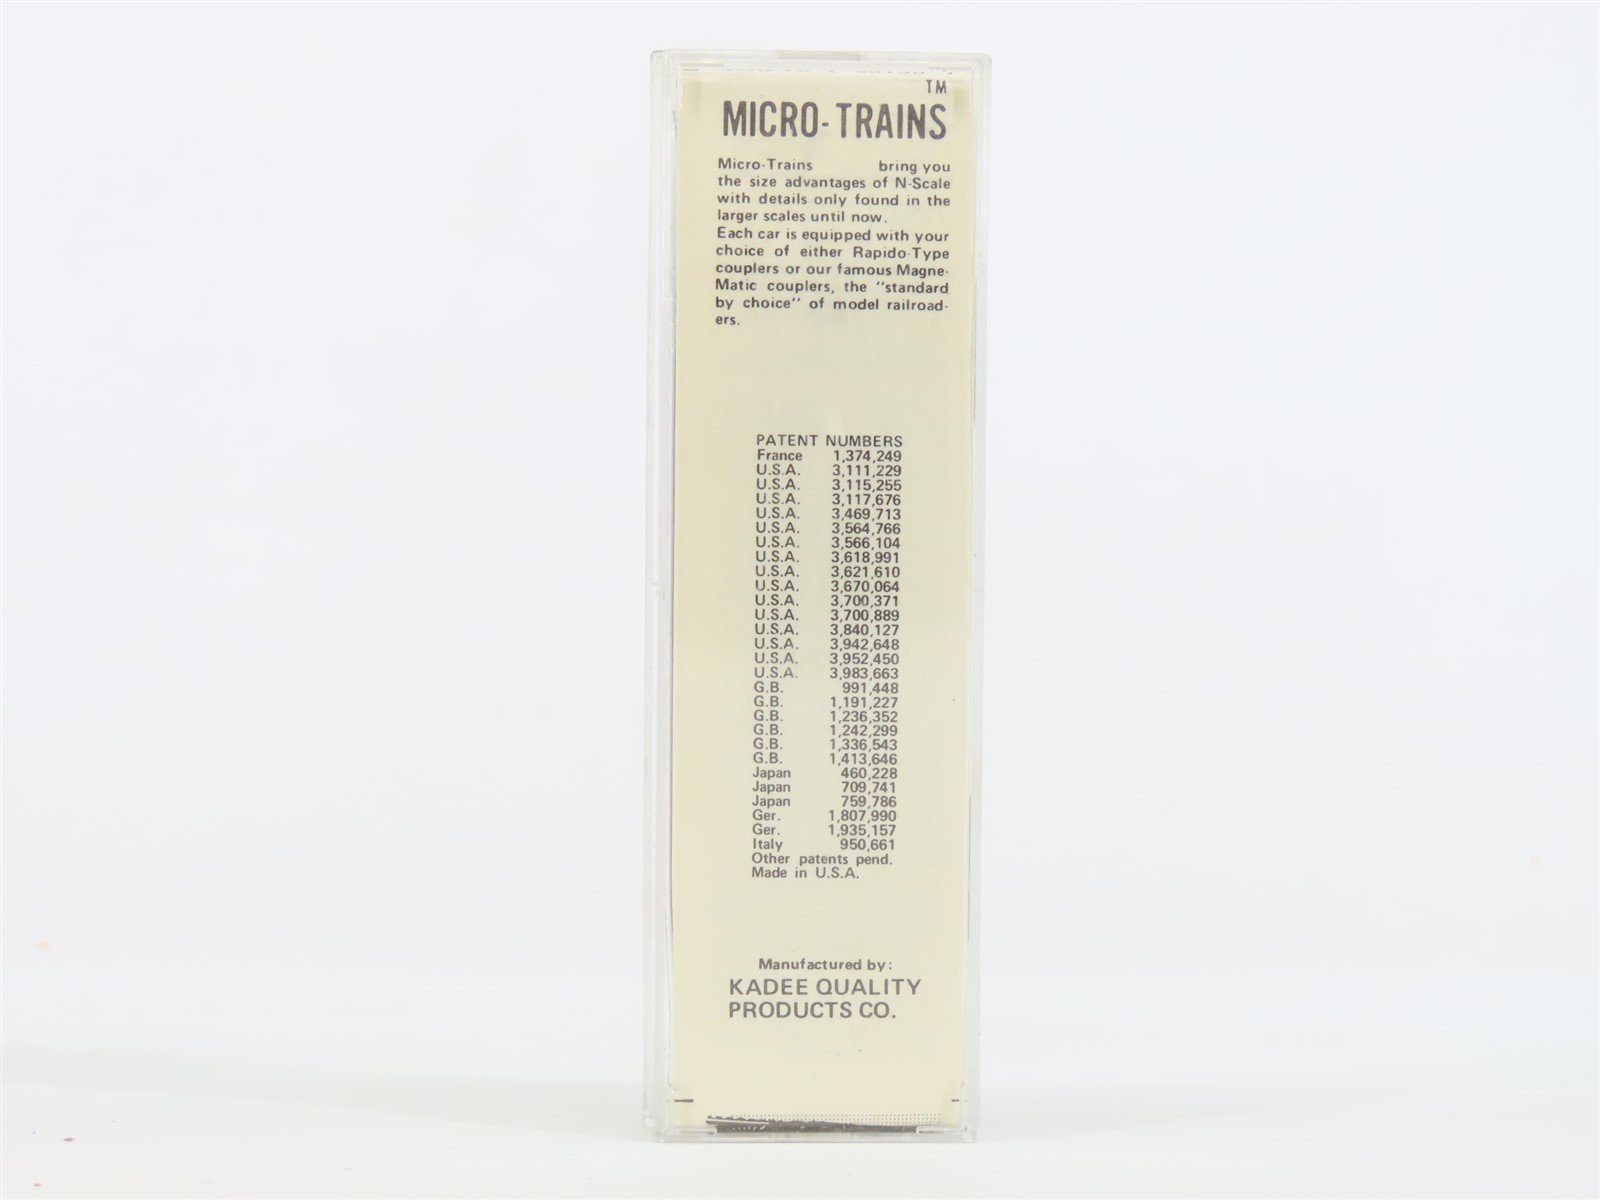 TM
MICRO-TRAINS
Micro-Trains bring you
the size advantages of N-Scale
with details only found in the
larger scales until now.
Each car is equipped with your
choice of either Rapido-Type
couplers or our famous Magne-
Matic couplers, the "standard
by choice" of model railroad-
ers.
PATENT NUMBERS
France 1,374,249
U.S.A. 3,111,229
U.S.A. 3,115,255
U.S.A. 3,117,676
U.S.A. 3,469,713
U.S.A. 3,564,766
U.S.A. 3,566,104
U.S.A. 3,618,991
U.S.A. 3,621,610
U.S.A. 3,670,064
U.S.A. 3,700,371
U.S.A. 3,700,889
U.S.A. 3,840,127
U.S.A. 3,942,648
U.S.A. 3,952,450
U.S.A. 3,983,663
G.B. 991,448
G.B. 1,191,227
G.B. 1,236,352
G.B. 1,242,299
G.B. 1,336,543
G.B. 1,413,646
Japan 460,228
Japan 709,741
Japan 759,786
Ger. 1,807,990
Ger. 1,935,157
Italy 950,661
Other patents pend.
Made in U.S.A.
Manufactured by:
KADEE QUALITY
PRODUCTS CO.